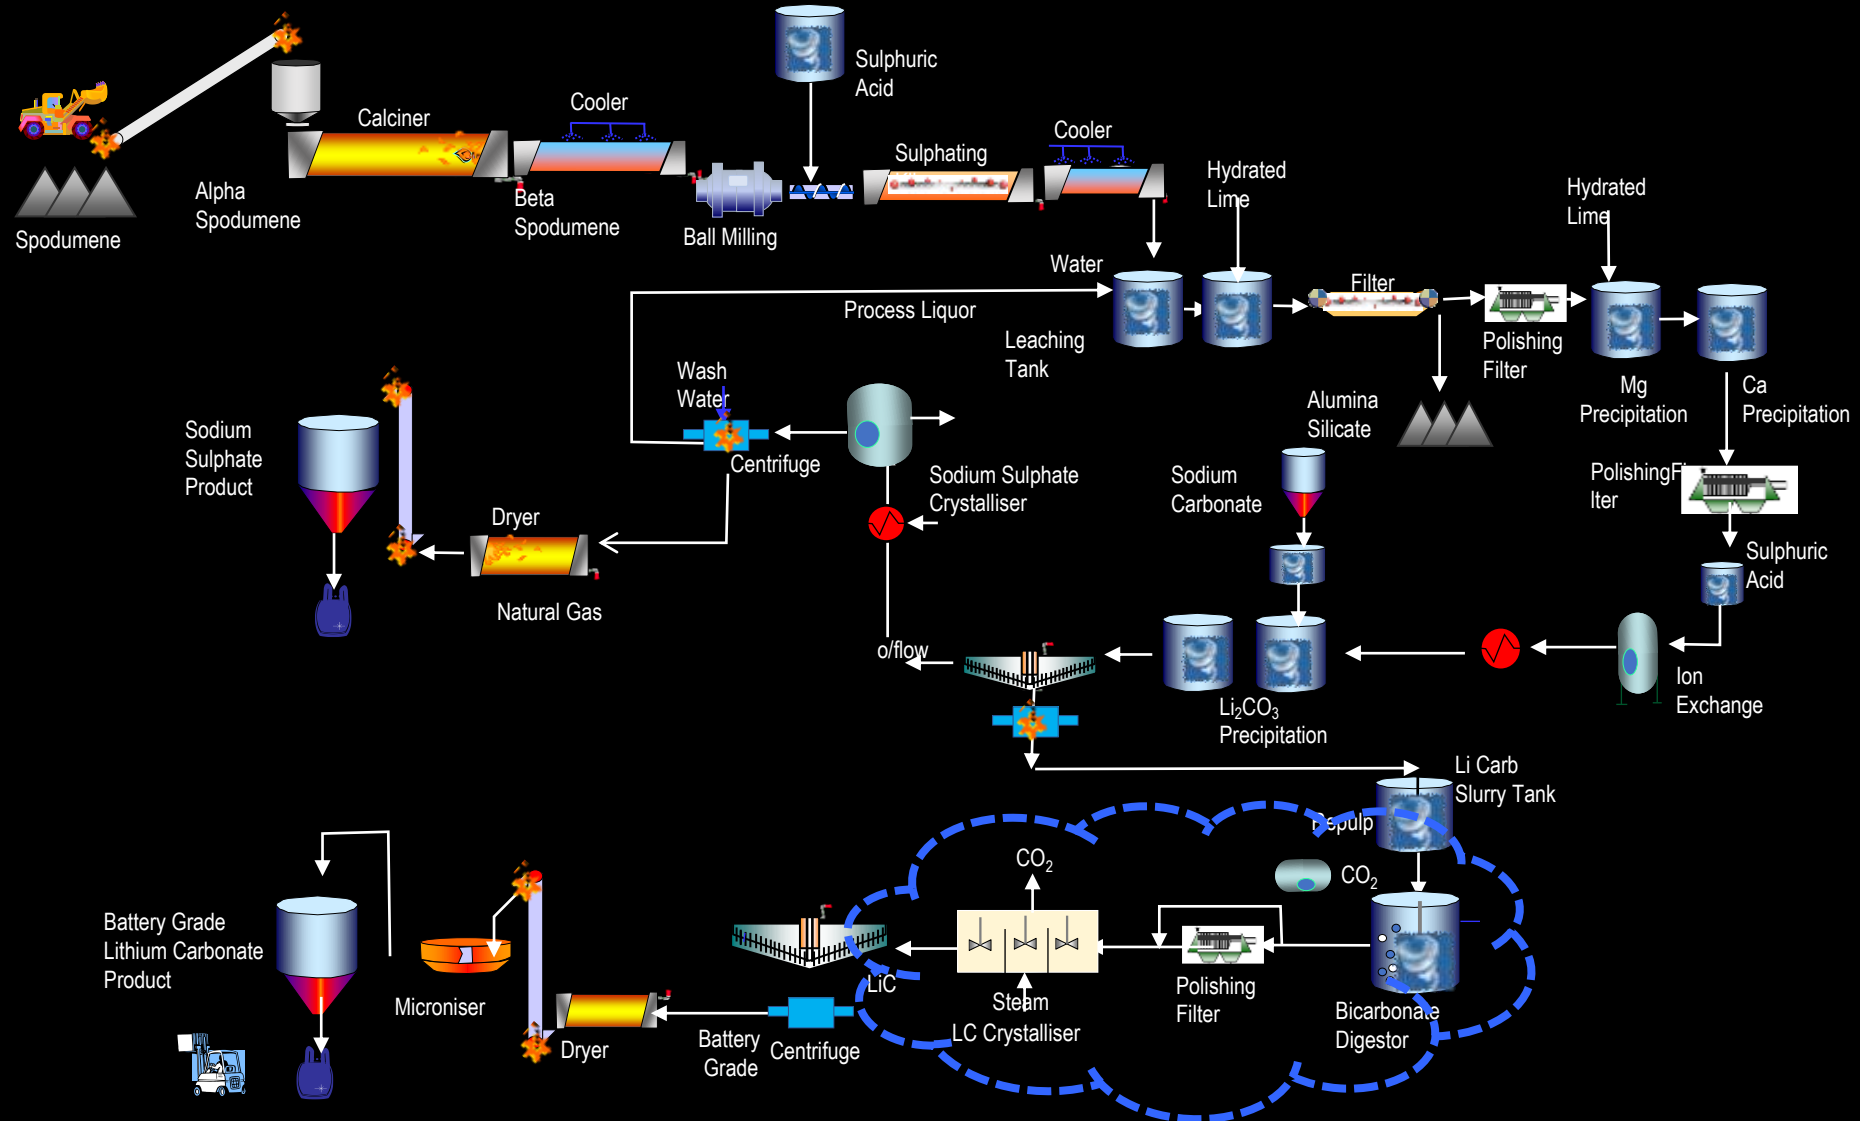 Sulphuric
Acid
Cooler
Calciner
Cooler
Sulphating
Hydrated
Lime
Hydrated
Lime
Alpha
Spodumene
Beta
Spodumene
Spodumene
Ball Milling
Water
Filter
Process Liquor
Leaching
Tank
Polishing
Filter
Mg
Precipitation
Ca
Precipitation
Wash
Water
Alumina
Silicate
Sodium
Sulphate
Product
Centrifuge
Sodium Sulphate
Crystalliser
Sodium
Carbonate
PolishingFi
lter
Dryer
Sulphuric
Acid
Natural Gas
o/flow
Ion
Exchange
Li₂CO₃
Precipitation
Li Carb
Slurry Tank
Repulp
CO₂
CO₂
Battery Grade
Lithium Carbonate
Product
LiC
Polishing
Filter
Microniser
Steam
LC Crystalliser
Bicarbonate
Digestor
Dryer
Battery
Grade
Centrifuge